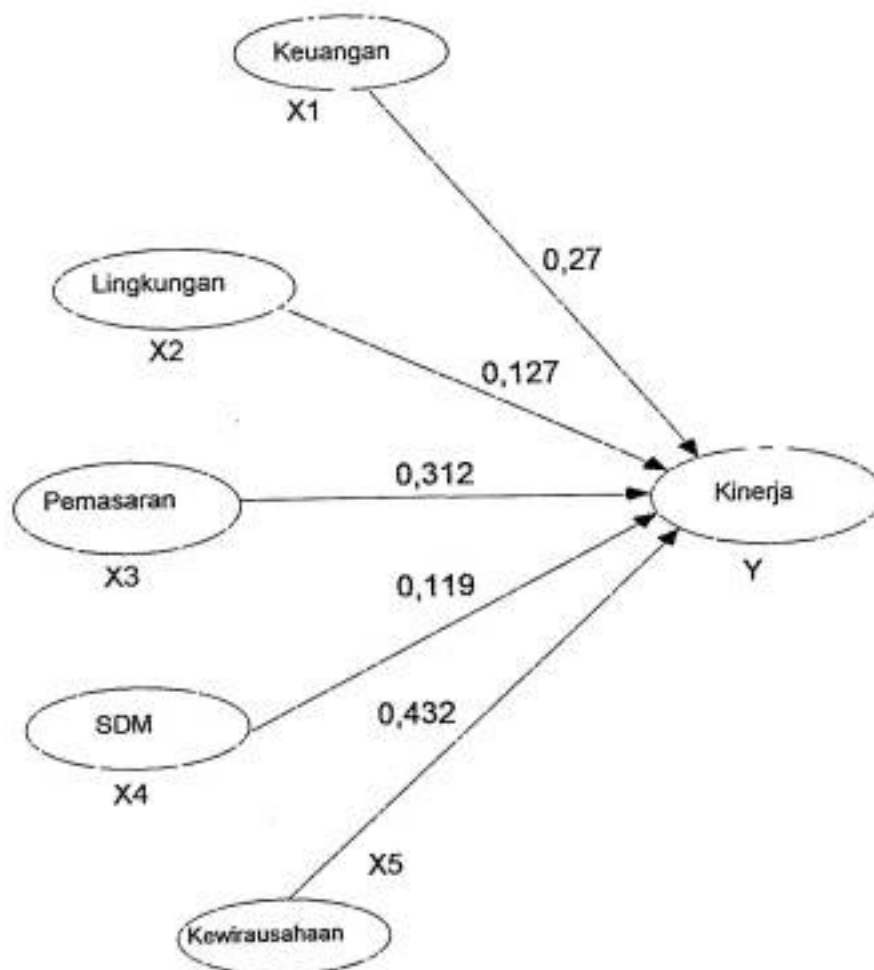 Keuangan
X1
0,27
Lingkungan
X2
0,127
Pemasaran
X3
0,312
Kinerja
Y
SDM
X4
0,119
0,432
X5
Kewirausahaan